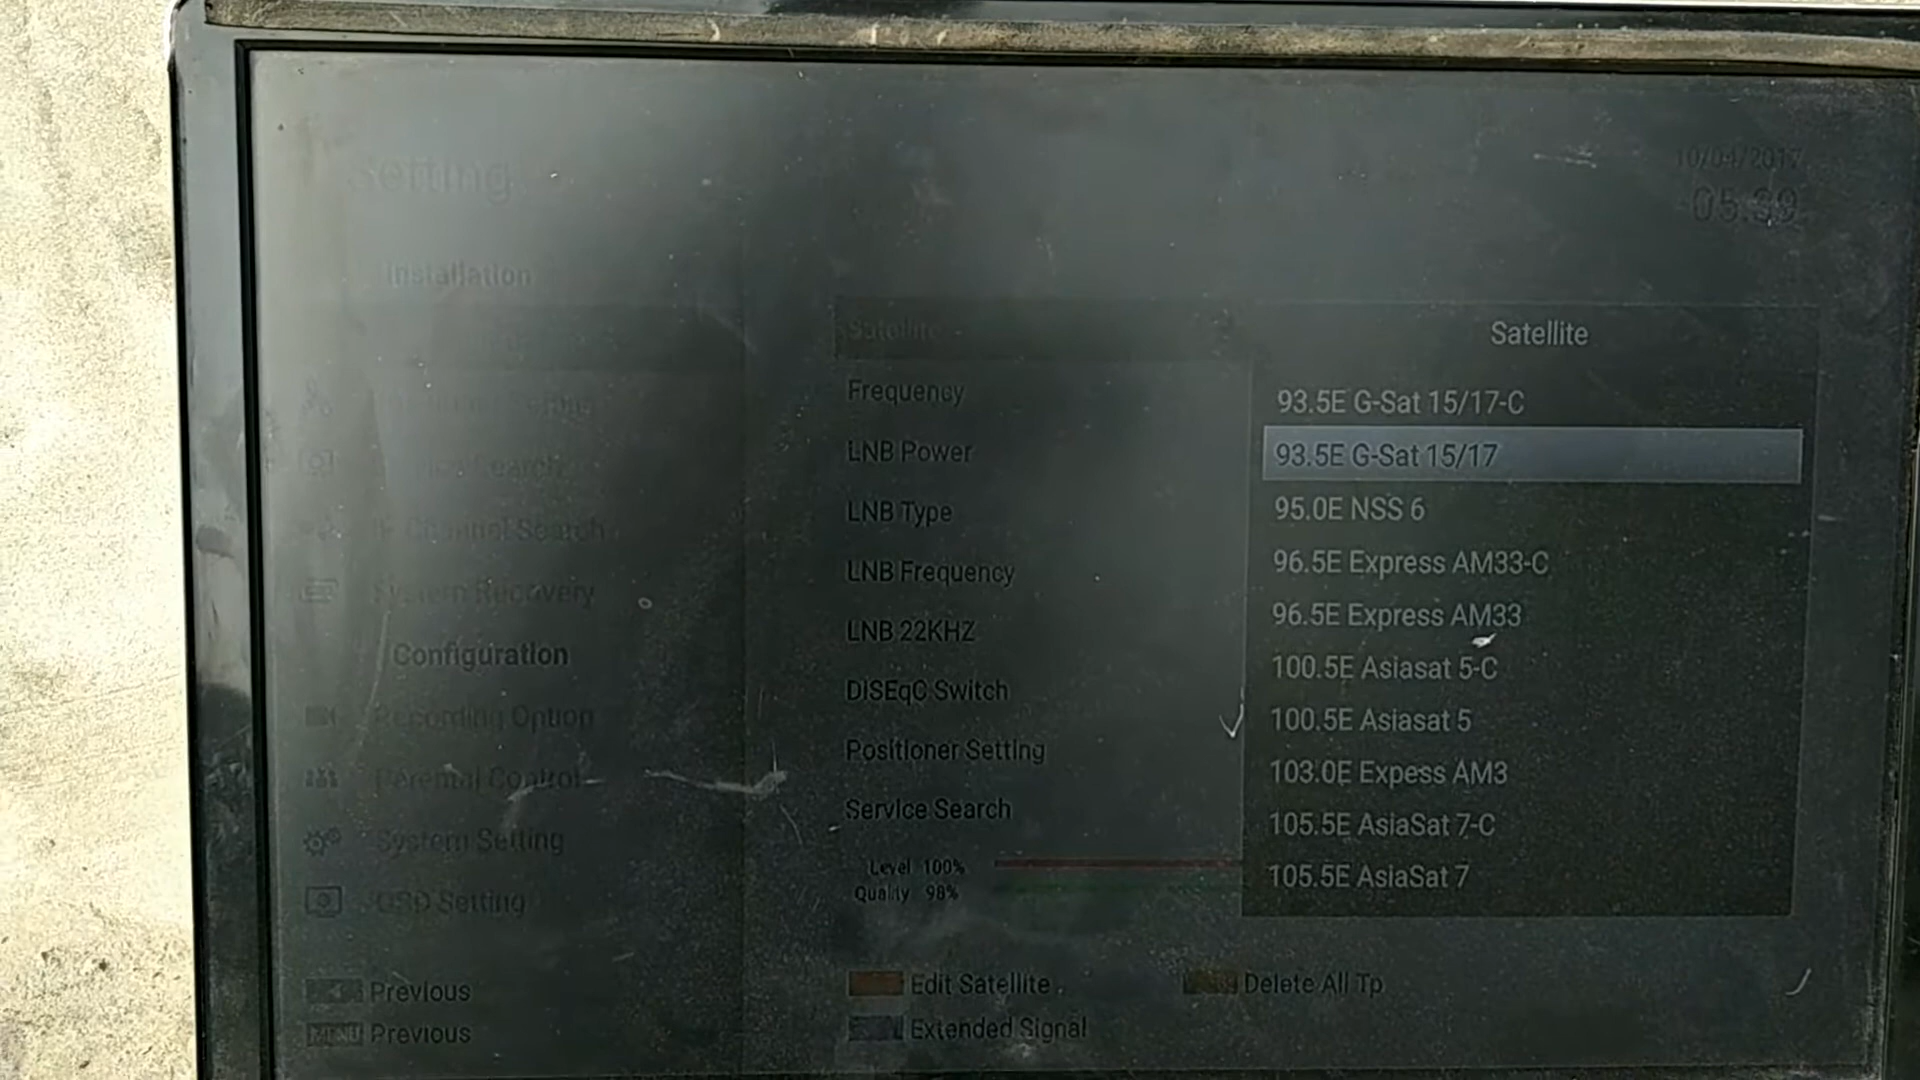 Setting
10/04/2017
Installation
Service Search
IP Channel Search
System Recovery
Configuration
Recording Option
Parental Control
System Setting
OSD Setting
Previous
MENU Previous
Satellite
Frequency
LNB Power
LNB Type
LNB Frequency
LNB 22KHZ
DiSEqC Switch
Positioner Setting
Service Search
Level 100%
Quality 98%
Satellite
93.5E G-Sat 15/17-C
93.5E G-Sat 15/17
95.0E NSS 6
96.5E Express AM33-C
96.5E Express AM33
100.5E Asiasat 5-C
100.5E Asiasat 5
103.0E Expess AM3
105.5E AsiaSat 7-C
105.5E AsiaSat 7
Edit Satellite
Delete All Tp
Extended Signal